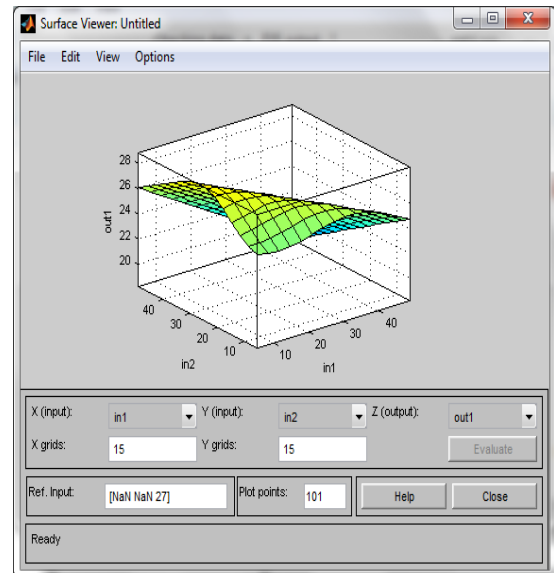 Surface Viewer: Untitled
File Edit View Options
28
26
24
22
20
out1
40
30
20
10
in2
10
20
30
40
in1
X (input): in1 Y (input): in2 Z (output): out1
X grids: 15 Y grids: 15 Evaluate
Ref. Input: [NaN NaN 27] Plot points: 101 Help Close
Ready